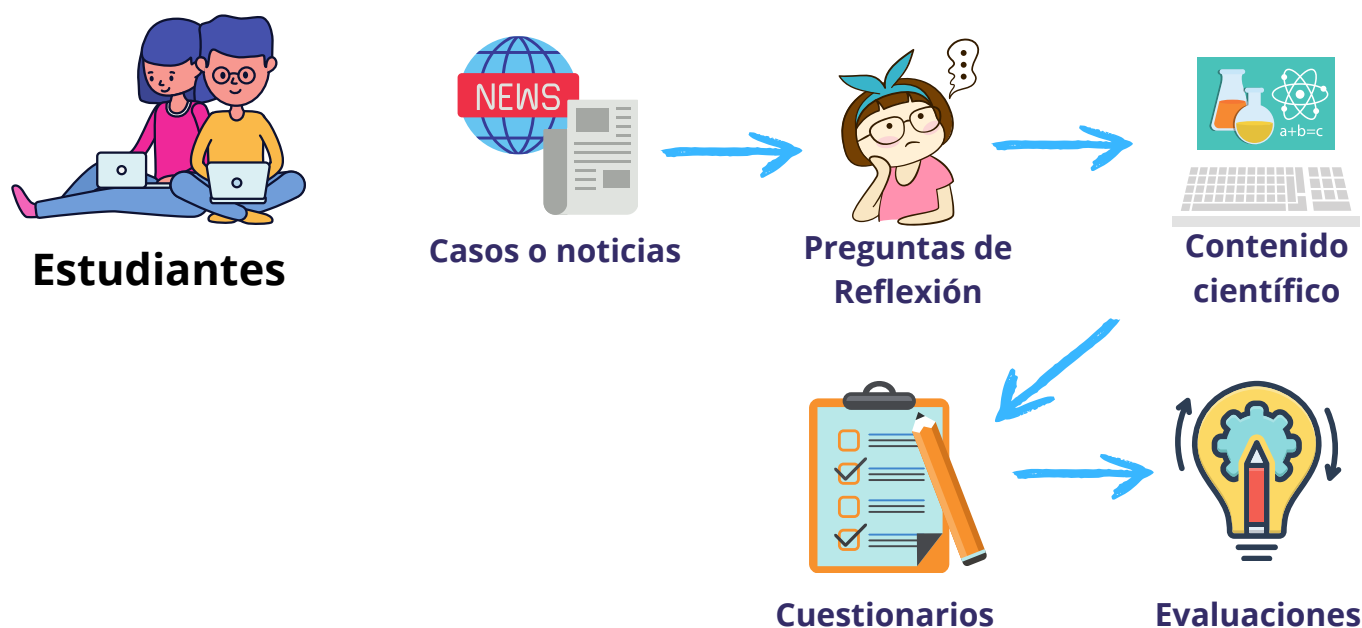 NEWS
a+b=c
Estudiantes
Casos o noticias
Preguntas de
Reflexión
Contenido
científico
Cuestionarios
Evaluaciones